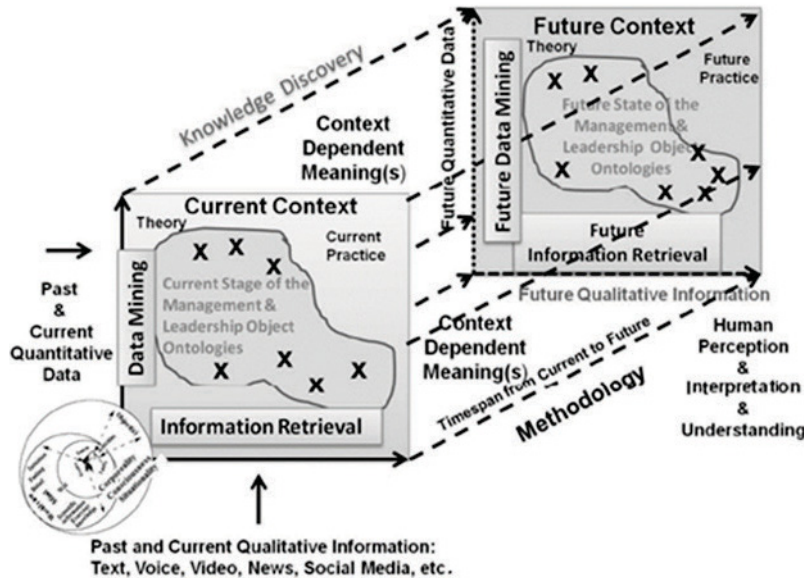 Future Context
Theory
Future
Practice
Future Quantitative Data
Future Data Mining
Future State of the
Management &
Leadership Object
Ontologies
Future
Information Retrieval
Future Qualitative Information
Knowledge Discovery
Context
Dependent
Meaning(s)
Current Context
Theory
Current
Practice
Data Mining
Current Stage of the
Management &
Leadership Object
Ontologies
Information Retrieval
Past
&
Current
Quantitative
Data
Context
Dependent
Meaning(s)
Timespan from Current to Future
Methodology
Human
Perception
&
Interpretation
&
Understanding
Corporeality
Consciousness
Situationality
Past and Current Qualitative Information:
Text, Voice, Video, News, Social Media, etc.
X X
X
X
X
X
X
X X
X
X
X
X
X